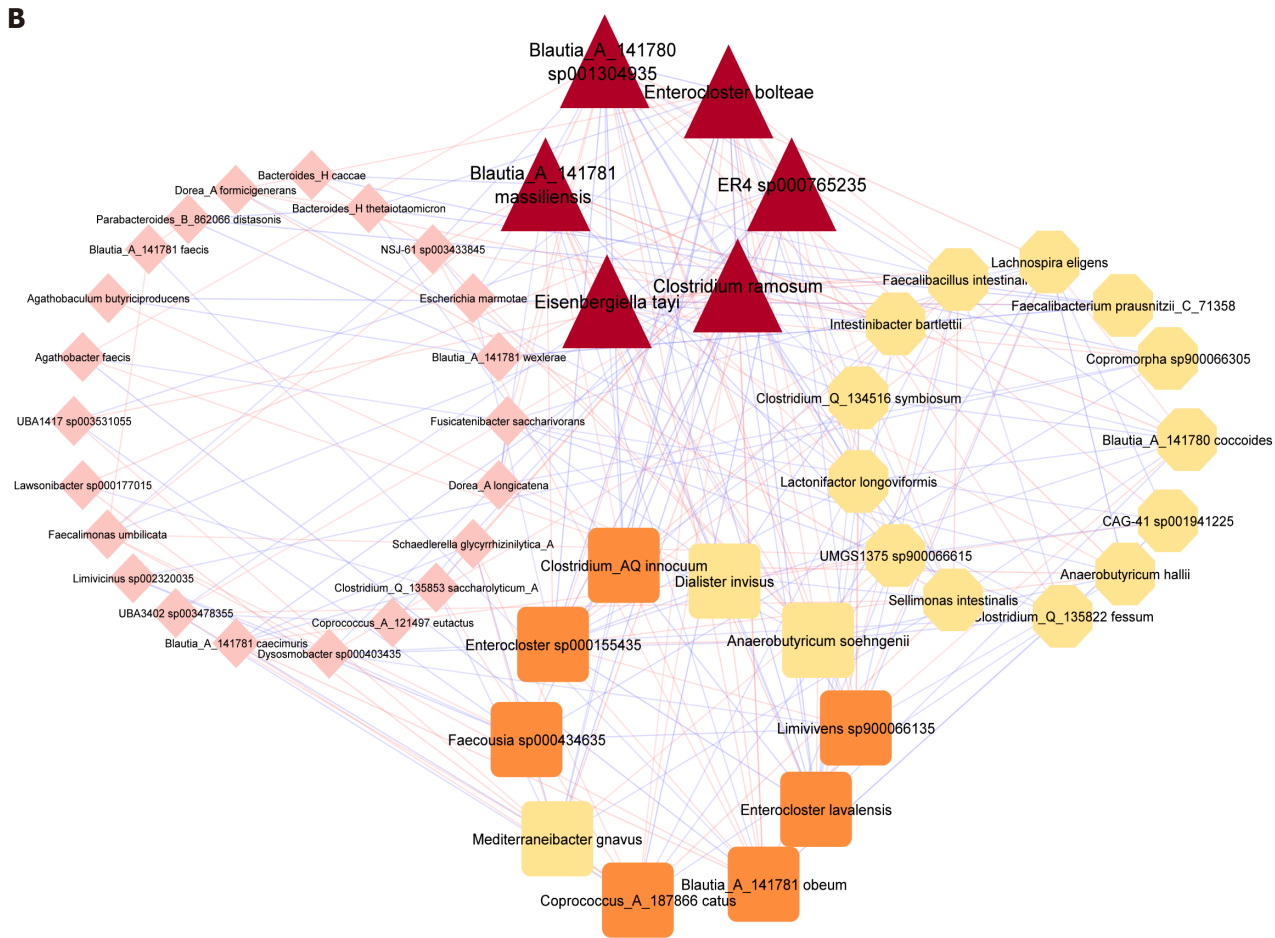 B
Blautia_A_141780
sp001304935
Enterocloster bolteae
Blautia_A_141781
massiliensis
ER4 sp000765235
Eisenbergiella tayi
Clostridium ramosum
Bacteroides_H caccae
Dorea_A formicigenerans
Bacteroides_H thetaiotaomicron
Parabacteroides_B_862066 distasonis
Blautia_A_141781 faecis
NSJ-61 sp003433845
Agathobaculum butyriciproducens
Escherichia marmotae
Agathobacter faecis
Blautia_A_141781 wexlerae
UBA1417 sp003531055
Fusicatenibacter saccharivorans
Lawsonibacter sp000177015
Dorea_A longicatena
Faecalimonas umbilicata
Schaedlerella glycyrrhizinilytica_A
Limivicinus sp002320035
Clostridium_Q_135853 saccharolyticum_A
UBA3402 sp003478355
Coprococcus_A_121497 eutactus
Blautia_A_141781 caecimuris
Dysosmobacter sp000403435
Lachnospira eligens
Faecalibacillus intestinal
Faecalibacterium prausnitzii_C_71358
Intestinibacter bartlettii
Copromorpha sp900066305
Clostridium_Q_134516 symbiosum
Blautia_A_141780 coccoides
Lactonifactor longoviformis
CAG-41 sp001941225
UMGS1375 sp900066615
Anaerobutyricum hallii
Sellimonas intestinalis
Clostridium_Q_135822 fessum
Clostridium_AQ innocuum
Dialister invisus
Enterocloster sp000155435
Anaerobutyricum soehngenii
Faecousia sp000434635
Limivivens sp900066135
Mediterraneibacter gnavus
Enterocloster lavalensis
Blautia_A_141781 obeum
Coprococcus_A_187866 catus